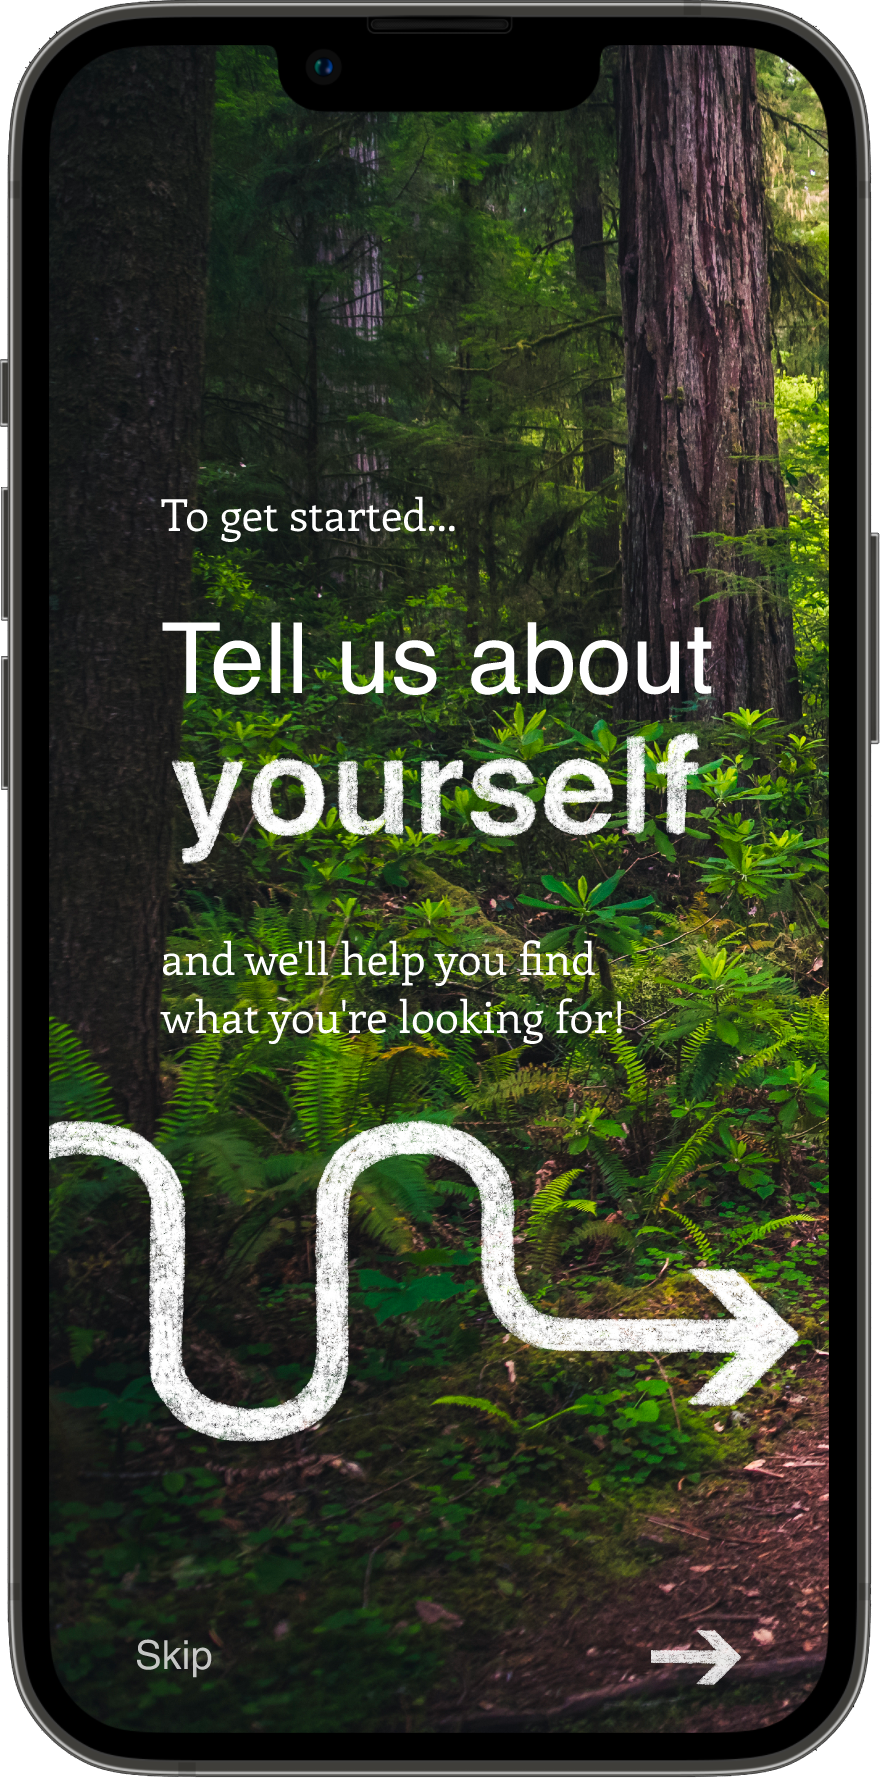 To get started...
Tell us about
yourself
and we'll help you find
what you're looking for!
Skip